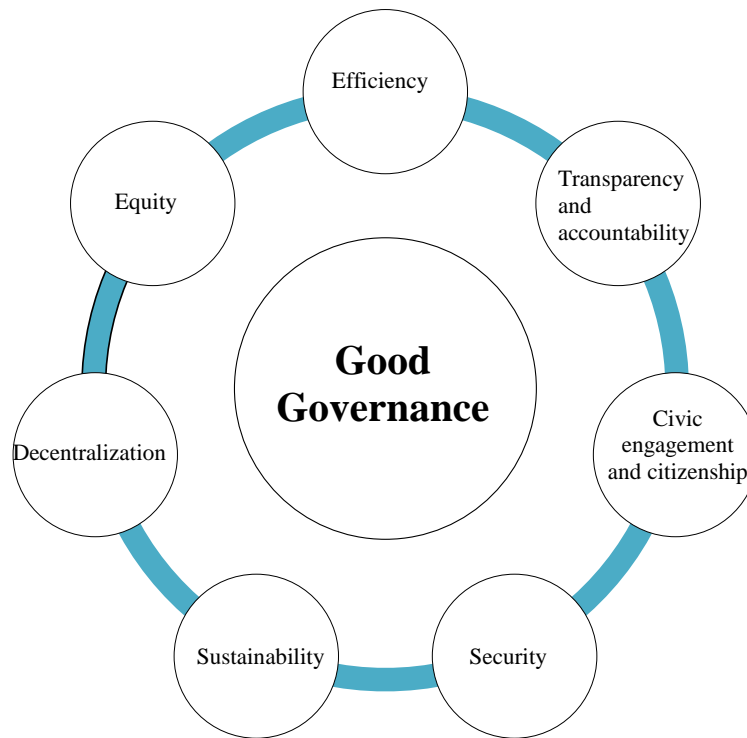 Efficiency
Transparency
and
accountability
Equity
Good
Governance
Civic
engagement
and citizenship
Decentralization
Sustainability
Security